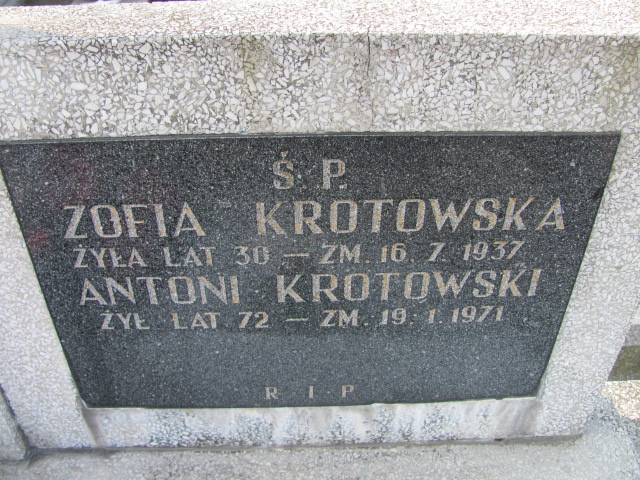 Ś. P.
ZOFIA KROTOWSKA
ŻYŁA LAT 30 – ZM. 16. 7. 1937
ANTONI KROTOWSKI
ŻYŁ LAT 72 – ZM. 19. 1. 1971
R I P